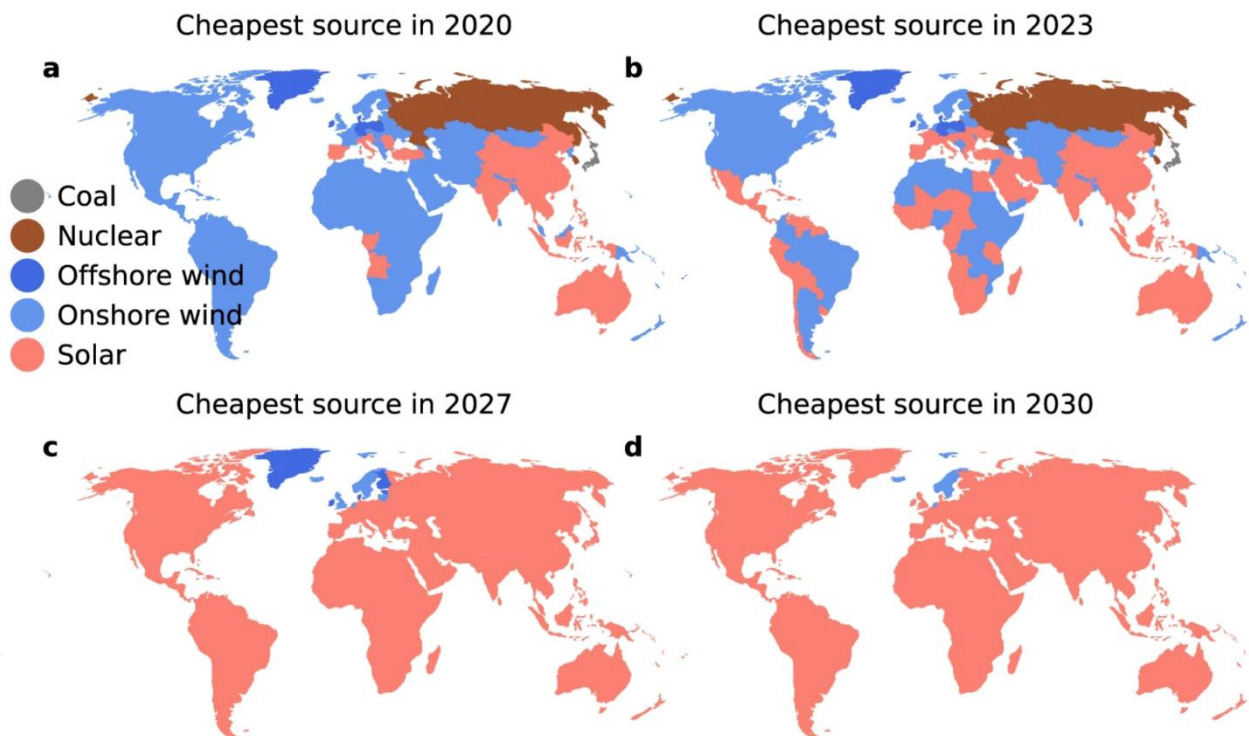 Cheapest source in 2020
Cheapest source in 2023
a
b
Coal
Nuclear
Offshore wind
Onshore wind
Solar
Cheapest source in 2027
Cheapest source in 2030
c
d